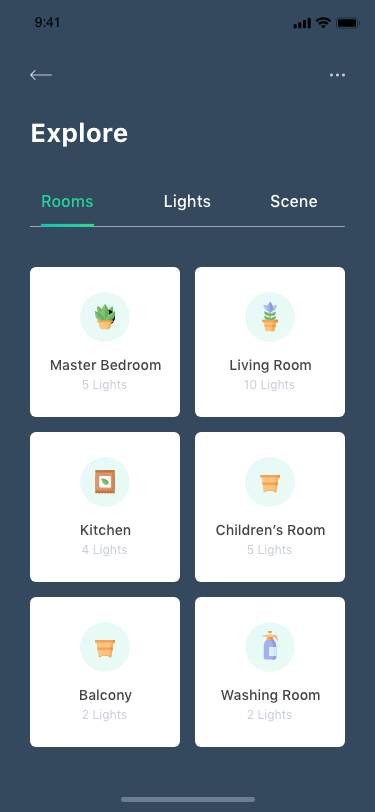 9:41
Explore
Rooms Lights Scene
Master Bedroom
5 Lights
Living Room
10 Lights
Kitchen
4 Lights
Children’s Room
5 Lights
Balcony
2 Lights
Washing Room
2 Lights